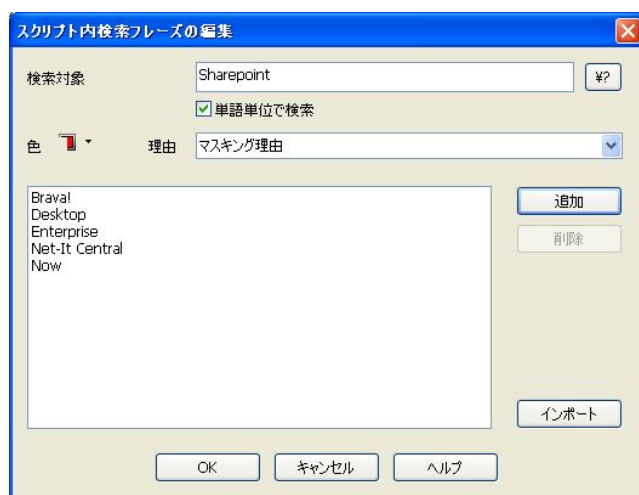 スクリプト内検索フレーズの編集
検索対象
Sharepoint
¥?
単語単位で検索
色
理由
マスキング理由
Brava!
Desktop
Enterprise
Net-It Central
Now
追加
削除
インポート
OK
キャンセル
ヘルプ